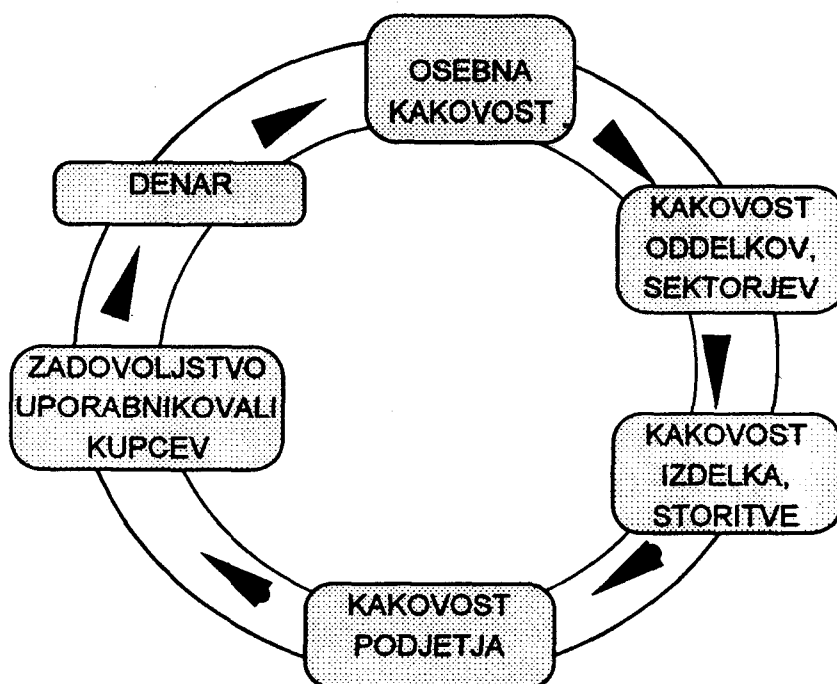 OSEBNA
KAKOVOST
KAKOVOST
ODDELKOV,
SEKTORJEV
KAKOVOST
IZDELKA,
STORITVE
KAKOVOST
PODJETJA
ZADOVOLJSTVO
UPORABNIKOVALI
KUPCEV
DENAR